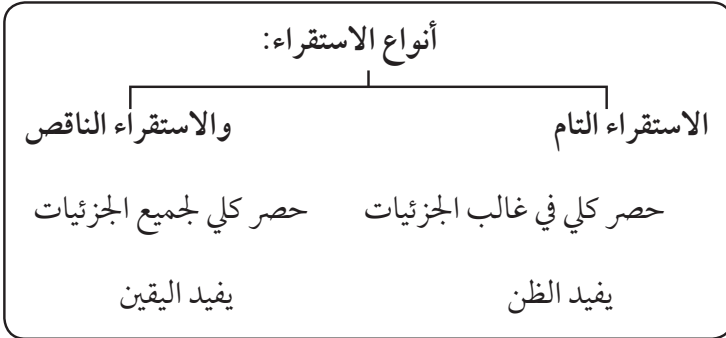 أنواع الاستقراء:
الاستقراء التام
والاستقراء الناقص
حصر كلي في غالب الجزئيات
حصر كلي لجميع الجزئيات
يفيد الظن
يفيد اليقين